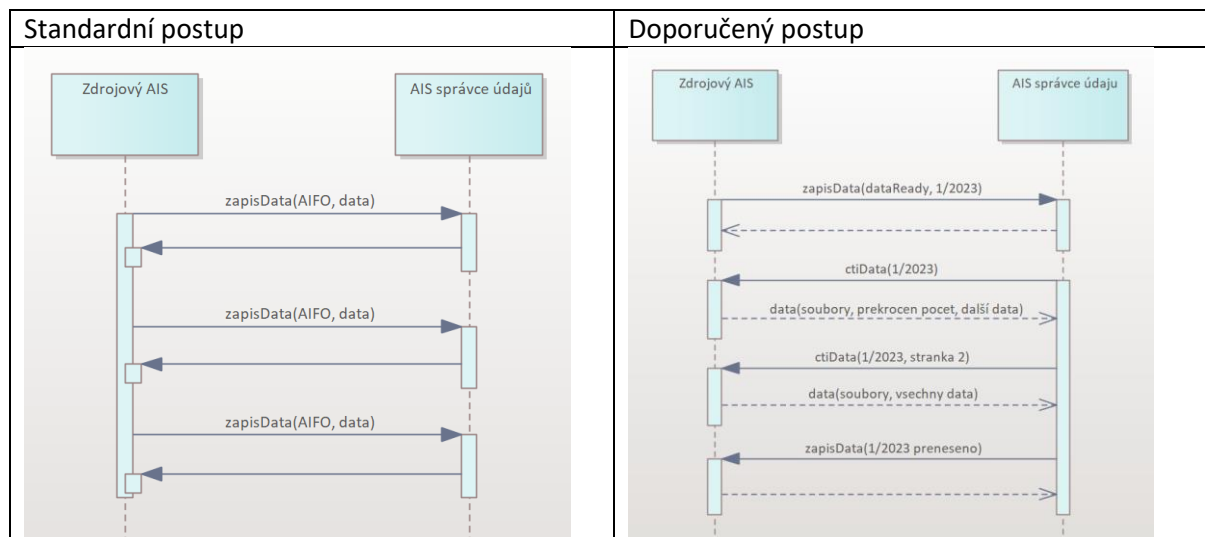 Standardní postup
Zdrojový AIS
AIS správce údajů
zapisData(AIFO, data)
zapisData(AIFO, data)
zapisData(AIFO, data)
Doporučený postup
Zdrojový AIS
AIS správce údaju
zapisData(dataReady, 1/2023)
ctiData(1/2023)
data(soubory, prekrocen pocet, další data)
ctiData(1/2023, stranka 2)
data(soubory, vsechny data)
zapisData(1/2023 preneseno)